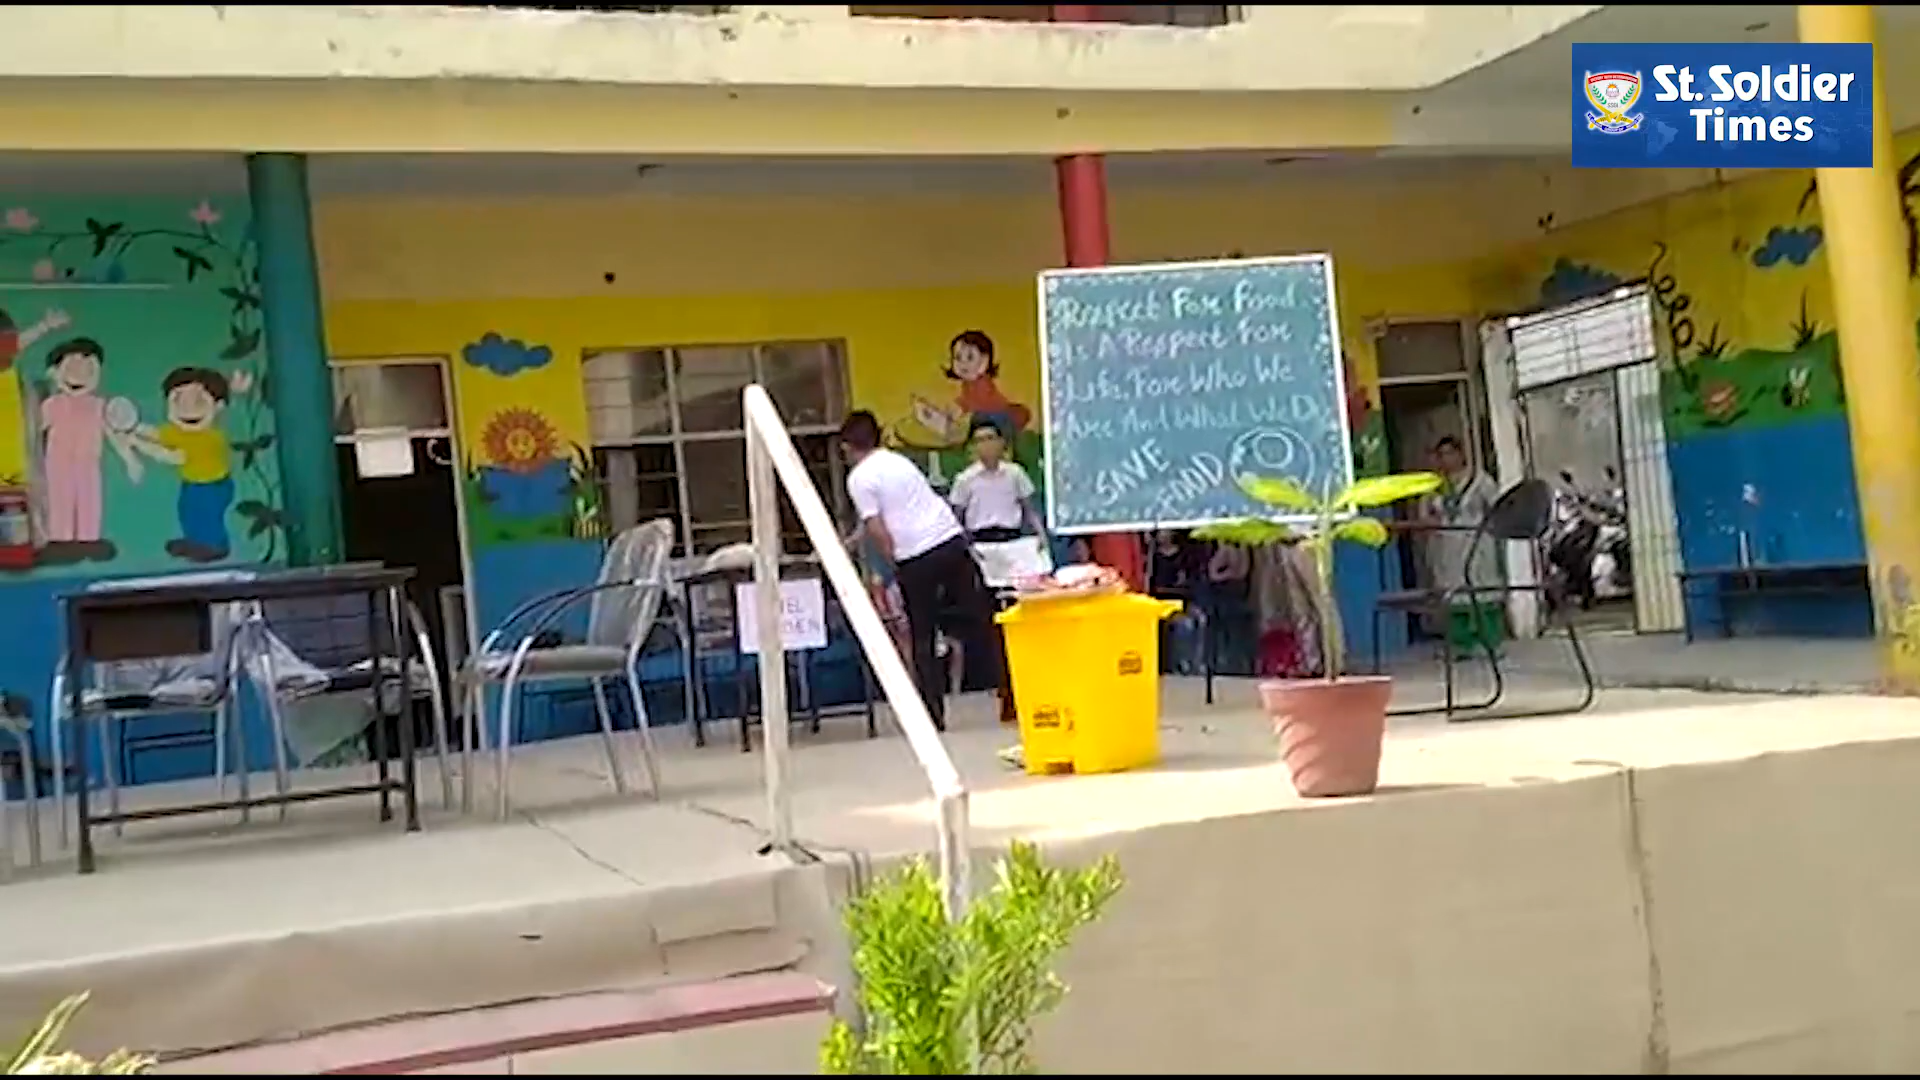 St. Soldier
Times
Respect For Food
Is A Respect For
Life, For Who We
Are And What We Do
SAVE
FOOD